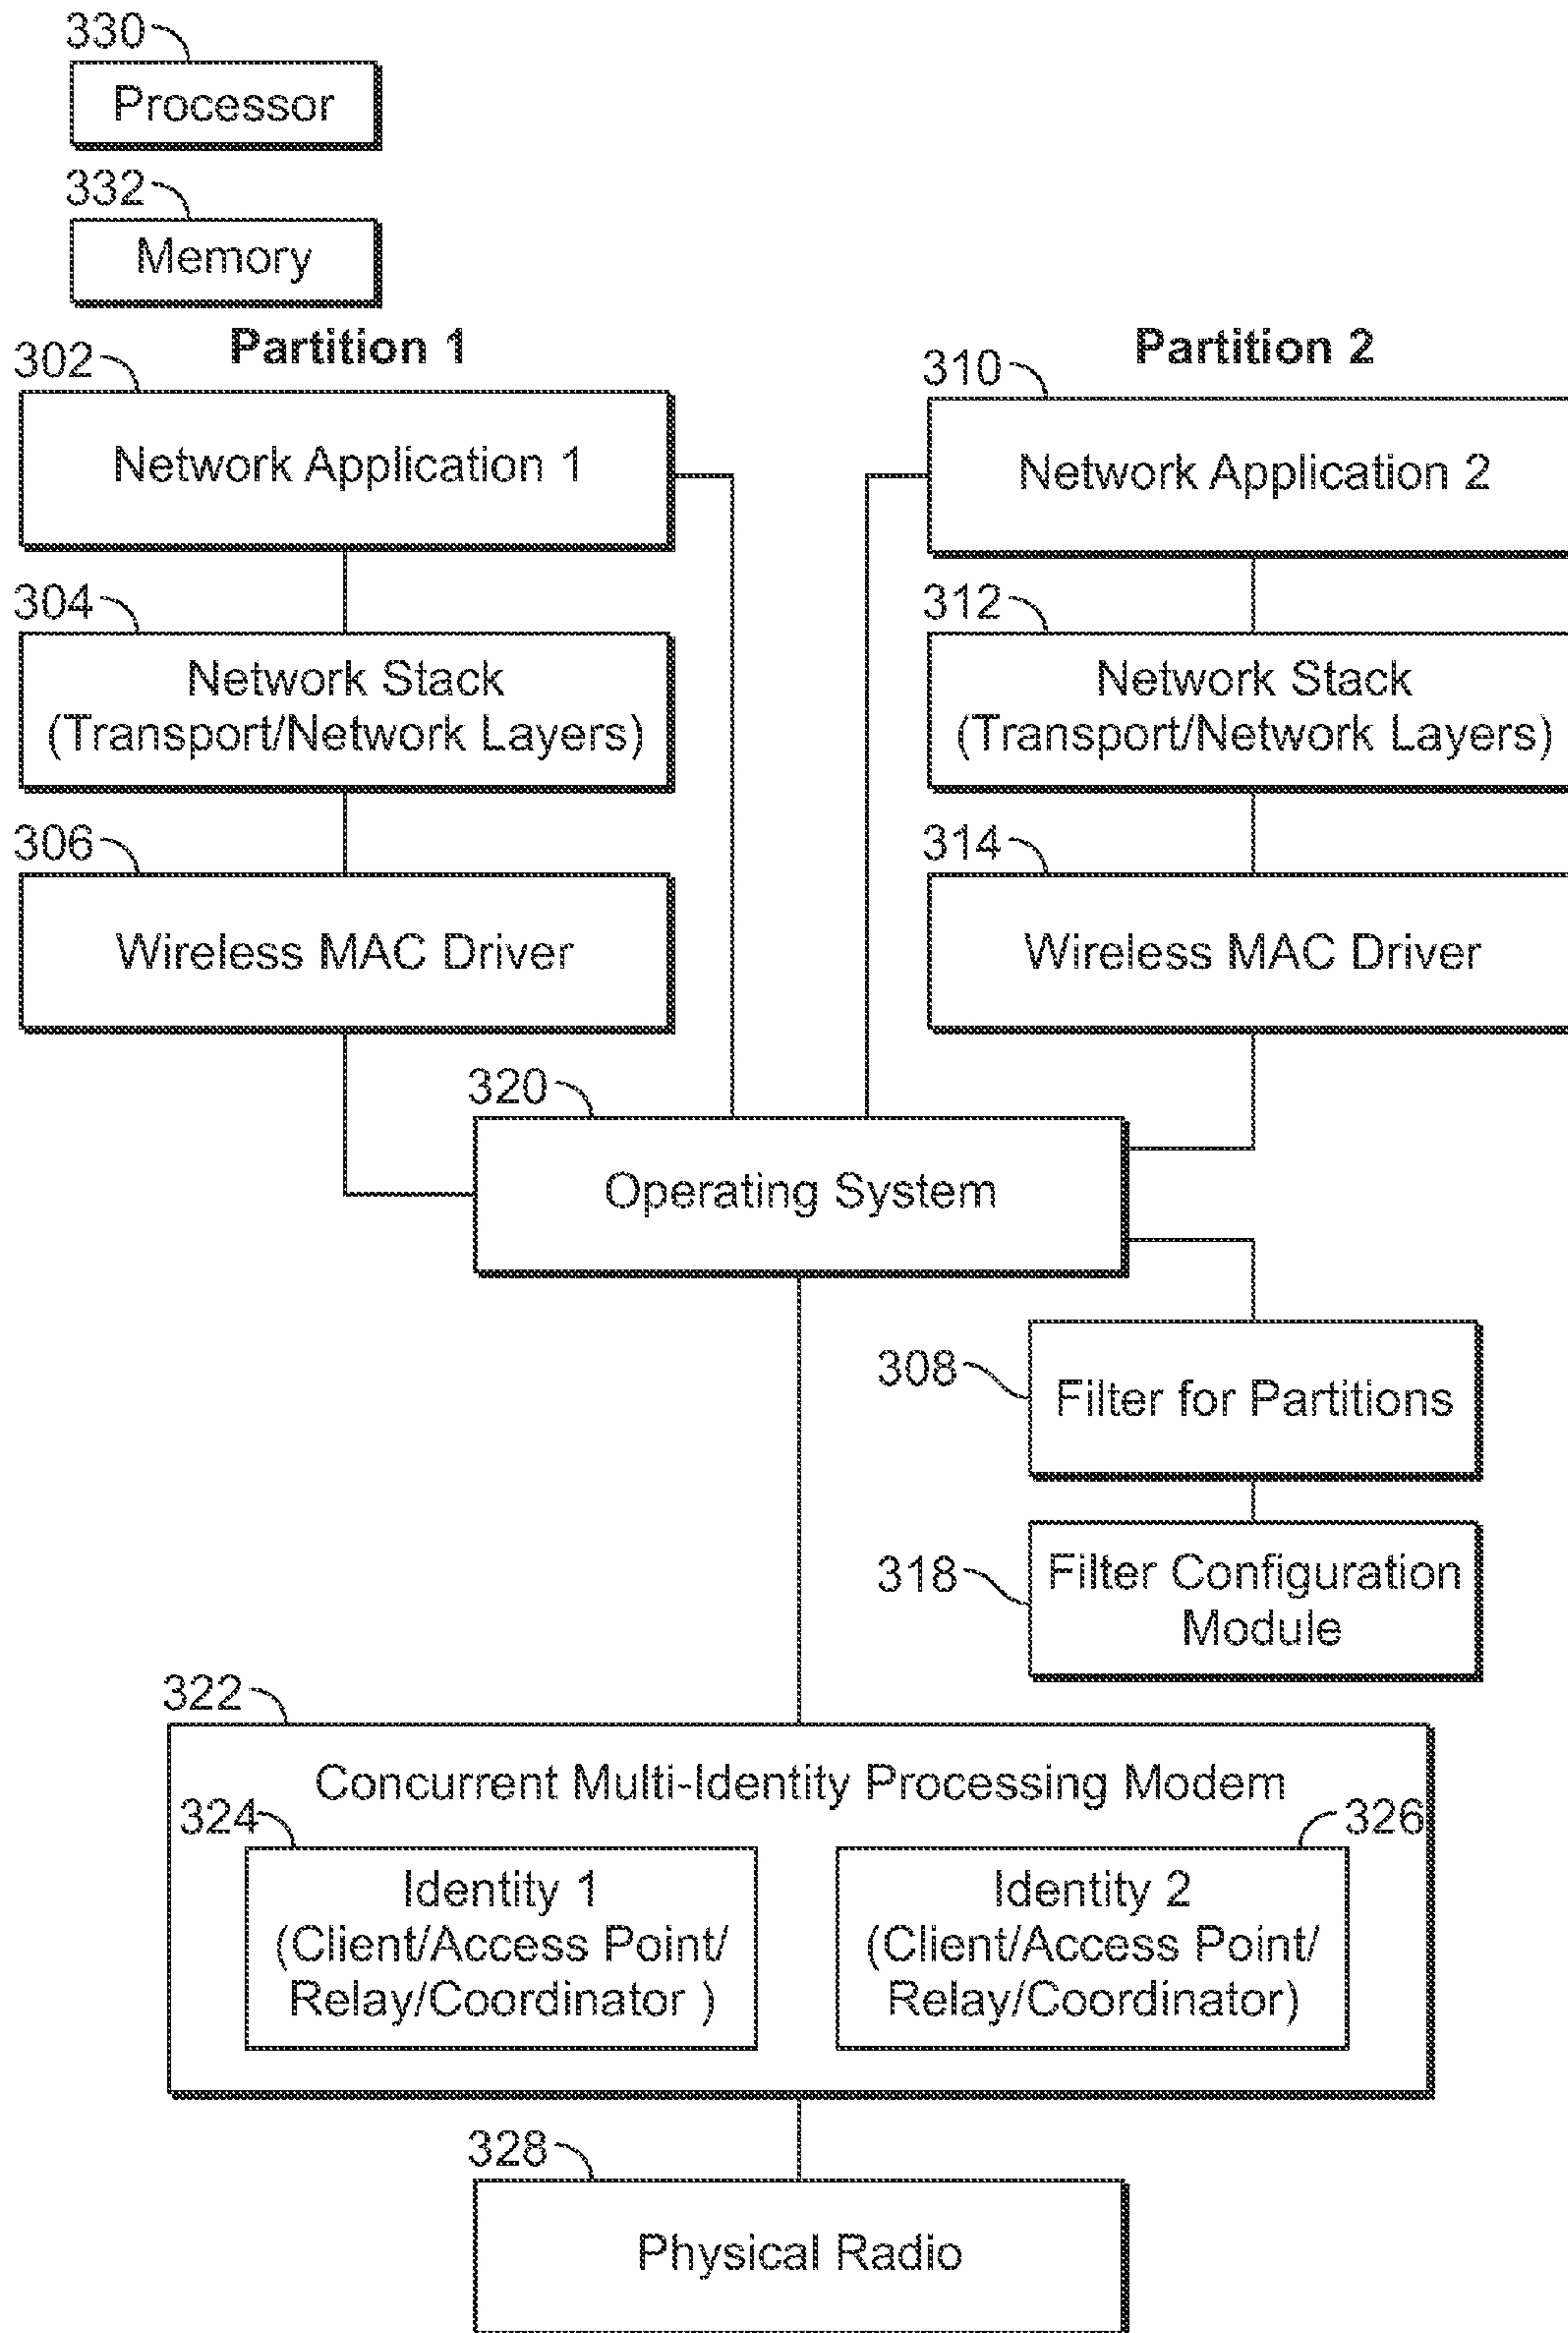 330
Processor
332
Memory
Partition 1
Partition 2
302
Network Application 1
310
Network Application 2
304
Network Stack
(Transport/Network Layers)
312
Network Stack
(Transport/Network Layers)
306
Wireless MAC Driver
314
Wireless MAC Driver
320
Operating System
308
Filter for Partitions
318
Filter Configuration
Module
322
Concurrent Multi-Identity Processing Modem
324
Identity 1
(Client/Access Point/
Relay/Coordinator )
326
Identity 2
(Client/Access Point/
Relay/Coordinator)
328
Physical Radio